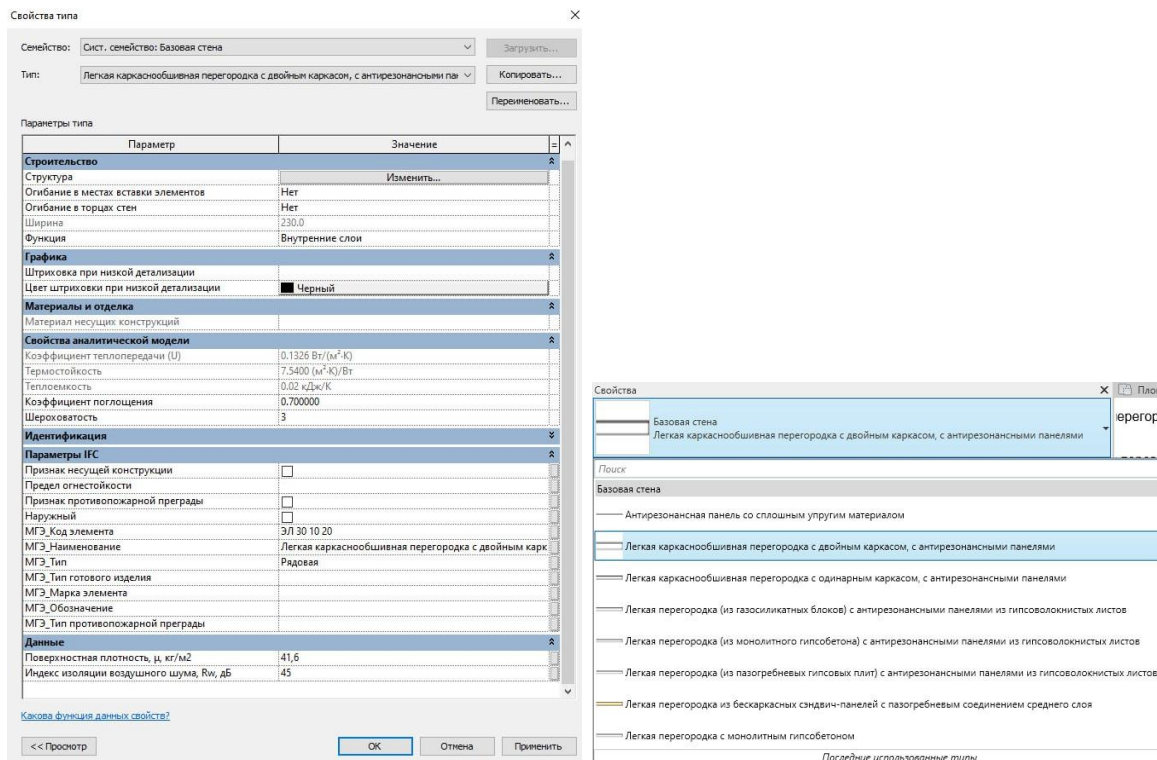 Свойства типа
Семейство: Сист. семейство: Базовая стена Загрузить...
Тип: Легкая каркаснообшивная перегородка с двойным каркасом, с антирезонансными пан Копировать...
Переименовать...
Параметры типа
Параметр Значение =
Строительство
Структура Изменить...
Огибание в местах вставки элементов Нет
Огибание в торцах стен Нет
Ширина 230.0
Функция Внутренние слои
Графика
Штриховка при низкой детализации
Цвет штриховки при низкой детализации Черный
Материалы и отделка
Материал несущих конструкций
Свойства аналитической модели
Коэффициент теплопередачи (U) 0.1326 Вт/(м²·К)
Термостойкость 7.5400 (м²·К)/Вт
Теплоемкость 0.02 кДж/К
Коэффициент поглощения 0.700000
Шероховатость 3
Идентификация
Параметры IFC
Признак несущей конструкции
Предел огнестойкости
Признак противопожарной преграды
Наружный
МГЭ_Код элемента ЭЛ 30 10 20
МГЭ_Наименование Легкая каркаснообшивная перегородка с двойным карк
МГЭ_Тип Рядовая
МГЭ_Тип готового изделия
МГЭ_Марка элемента
МГЭ_Обозначение
МГЭ_Тип противопожарной преграды
Данные
Поверхностная плотность, μ, кг/м2 41,6
Индекс изоляции воздушного шума, Rw, дБ 45
Какова функция данных свойств?
<< Просмотр ОК Отмена Применить
Свойства Пло
Базовая стена
Легкая каркаснообшивная перегородка с двойным каркасом, с антирезонансными панелями
ерегор
Поиск
Базовая стена
Антирезонансная панель со сплошным упругим материалом
Легкая каркаснообшивная перегородка с двойным каркасом, с антирезонансными панелями
Легкая каркаснообшивная перегородка с одинарным каркасом, с антирезонансными панелями
Легкая перегородка (из газосиликатных блоков) с антирезонансными панелями из гипсоволокнистых листов
Легкая перегородка (из монолитного гипсобетона) с антирезонансными панелями из гипсоволокнистых листов
Легкая перегородка (из пазогребневых гипсовых плит) с антирезонансными панелями из гипсоволокнистых листов
Легкая перегородка из бескаркасных сэндвич-панелей с пазогребневым соединением среднего слоя
Легкая перегородка с монолитным гипсобетоном
Последние использованные типы